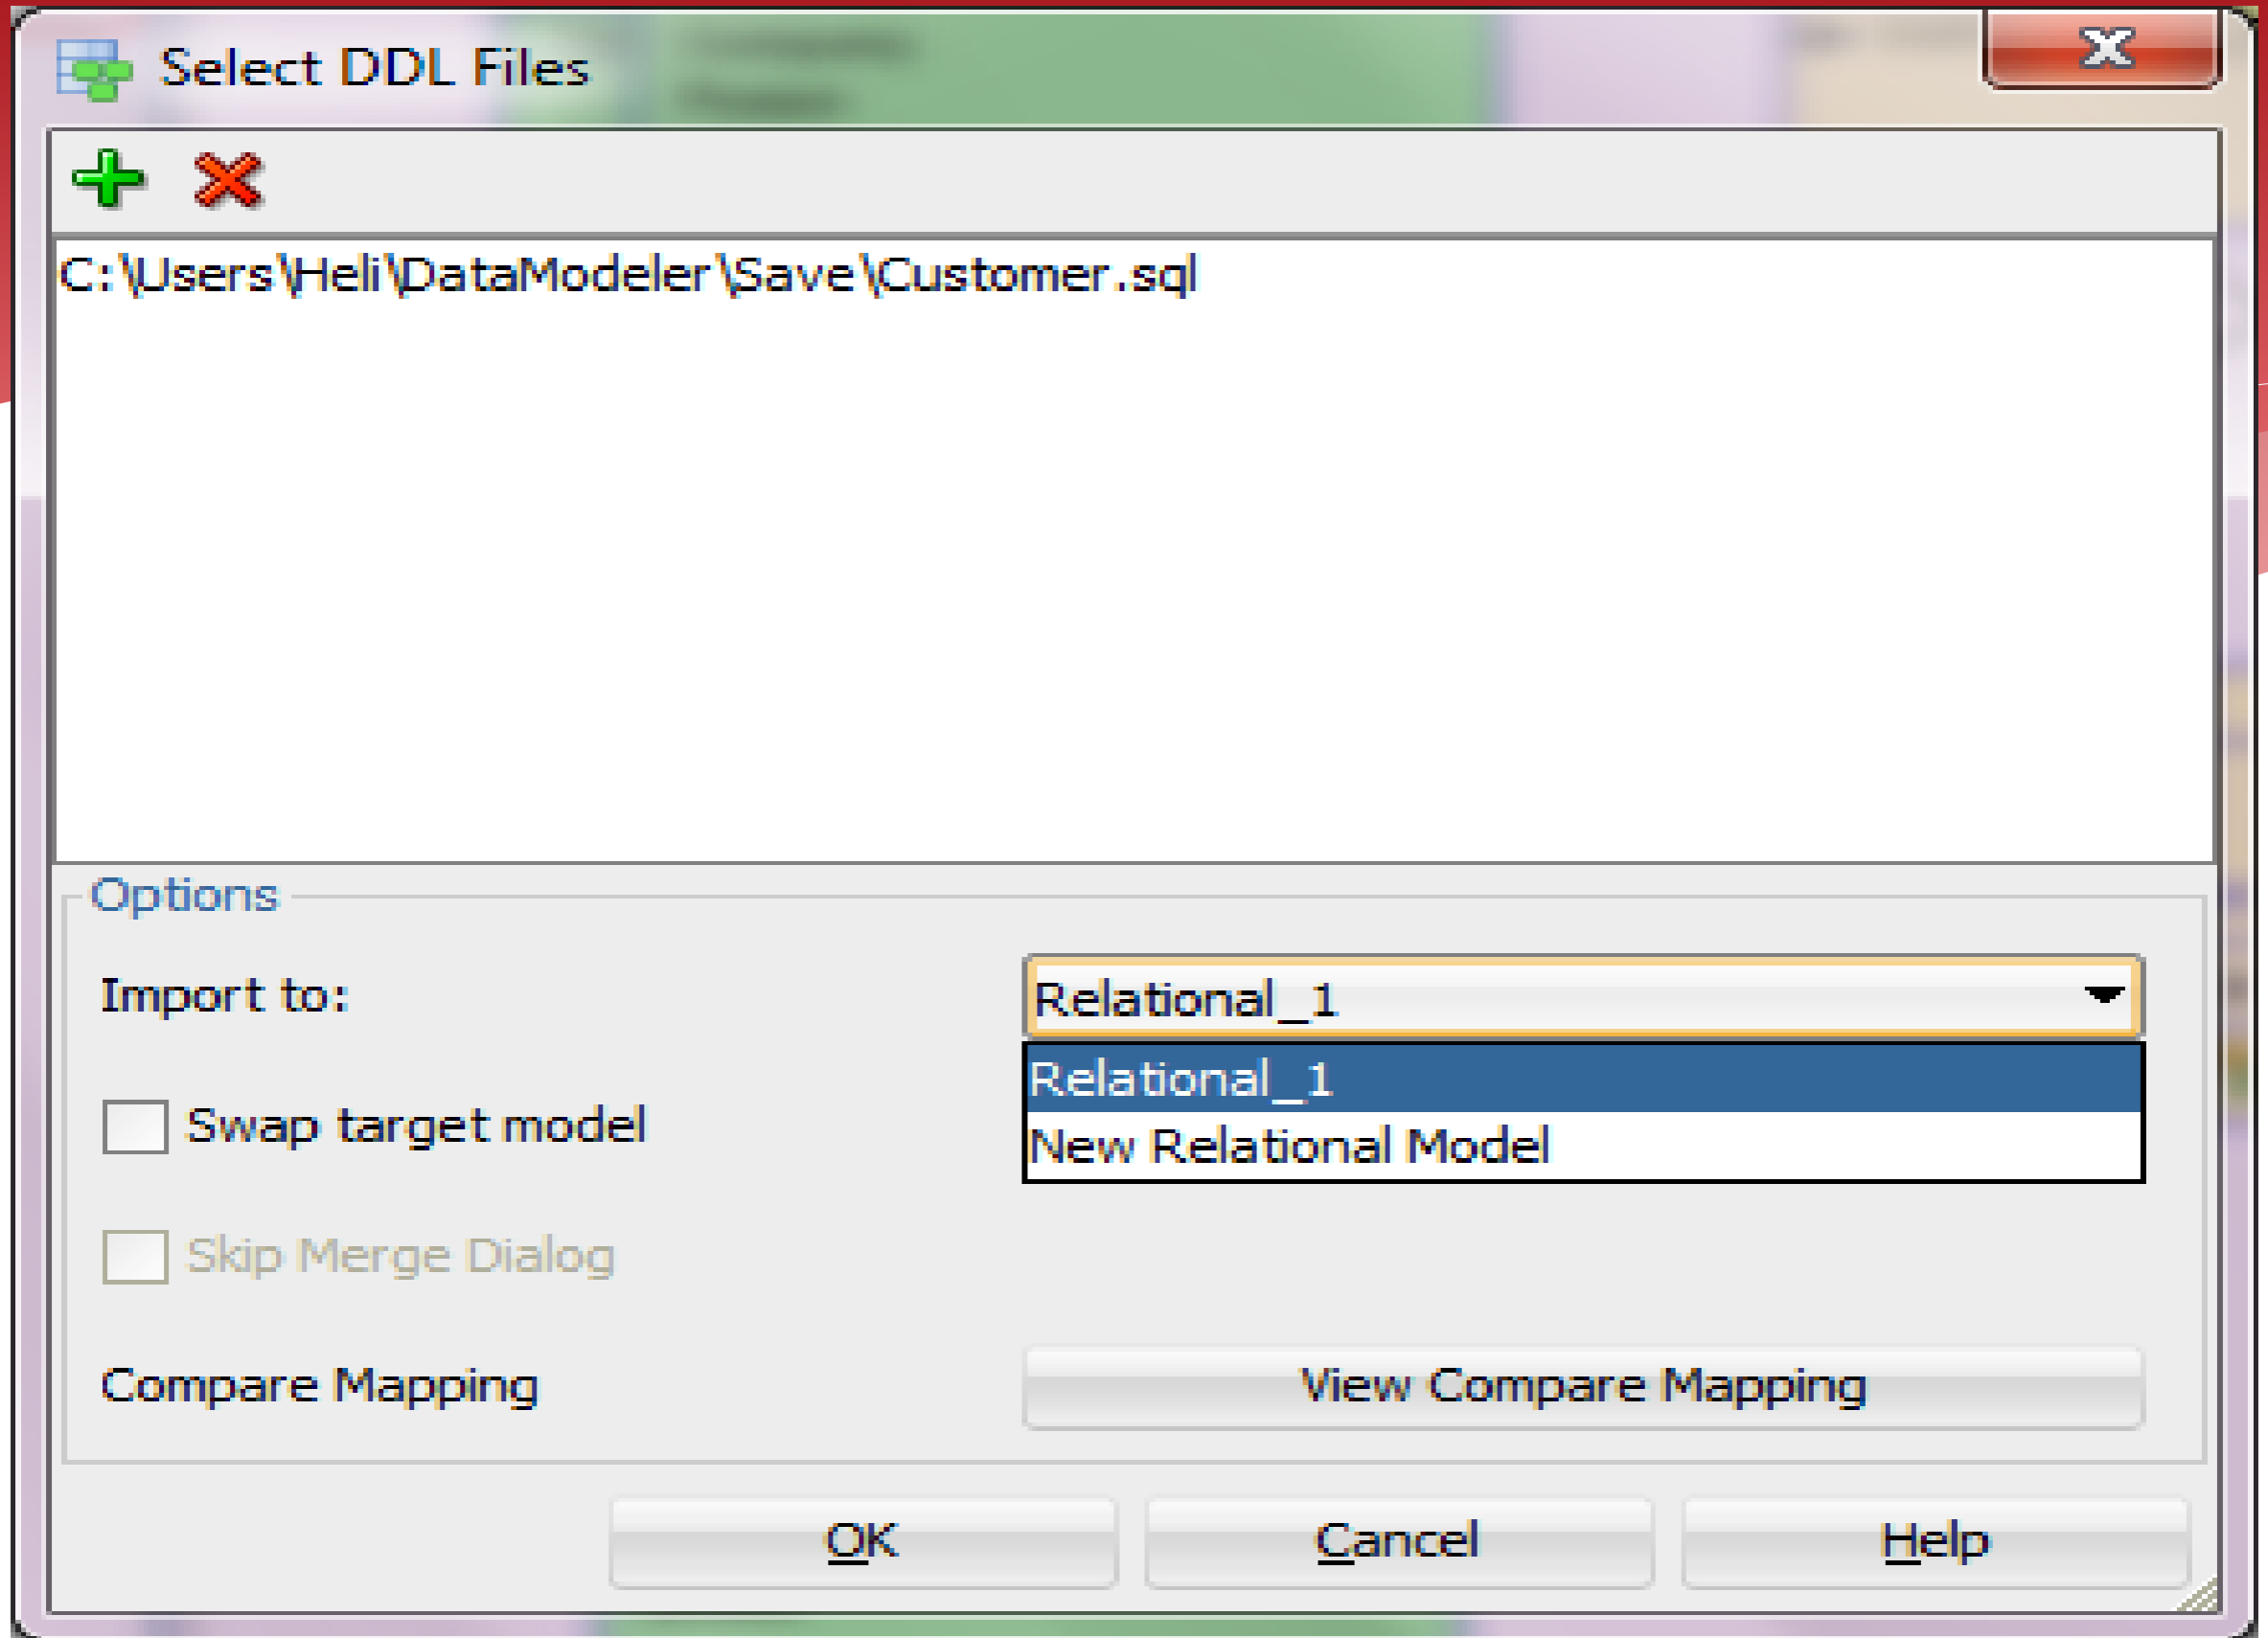 Select DDL Files
C:\Users\Heli\DataModeler\Save\Customer.sql
Options
Import to:
Relational_1
Relational_1
New Relational Model
Swap target model
Skip Merge Dialog
Compare Mapping
View Compare Mapping
OK
Cancel
Help